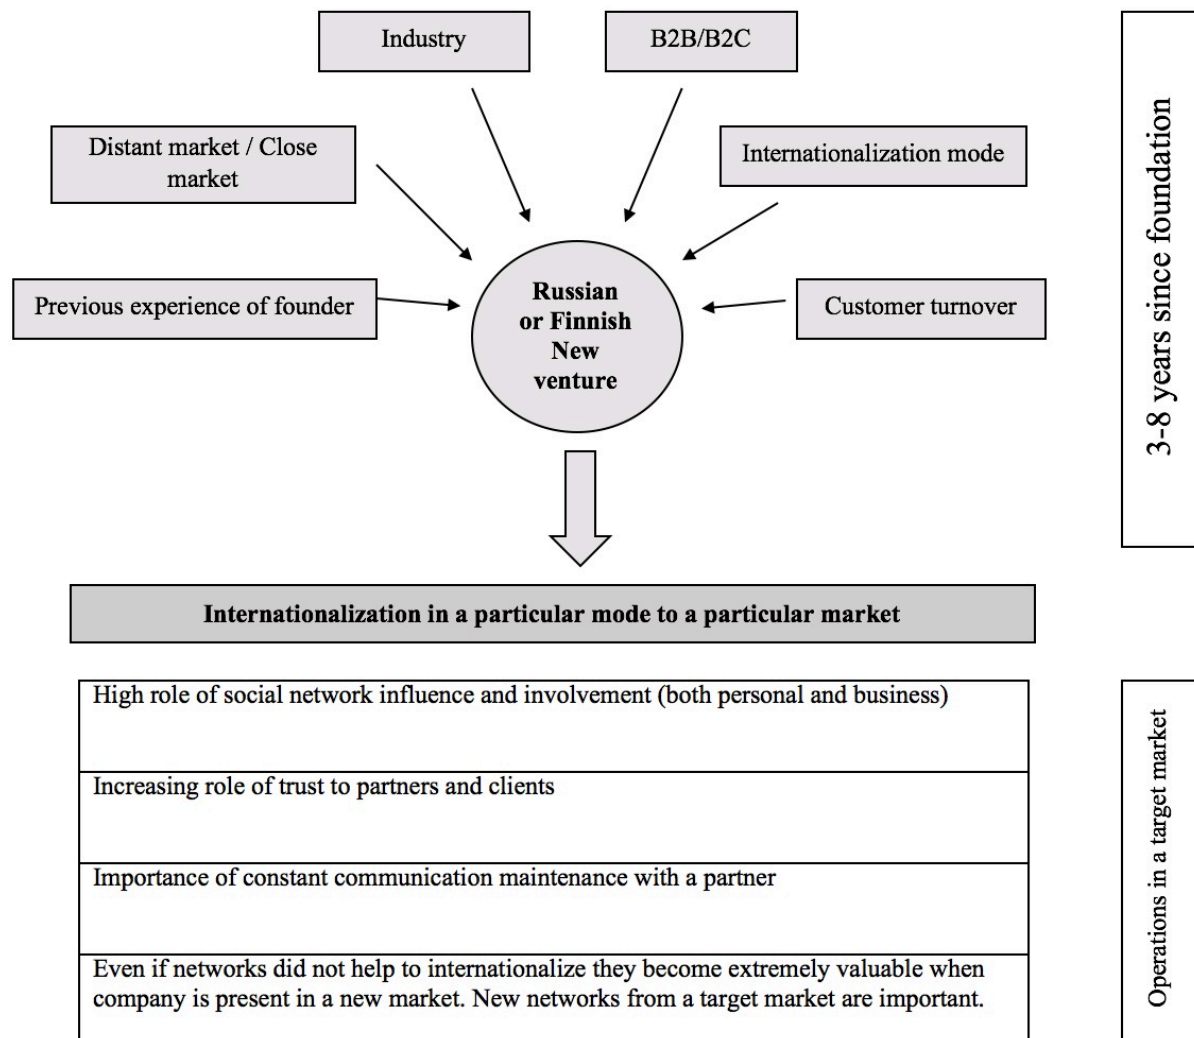 Industry
B2B/B2C
Distant market / Close
market
Internationalization mode
Previous experience of founder
Customer turnover
Russian
or Finnish
New
venture
3-8 years since foundation
Internationalization in a particular mode to a particular market
High role of social network influence and involvement (both personal and business)
Increasing role of trust to partners and clients
Importance of constant communication maintenance with a partner
Even if networks did not help to internationalize they become extremely valuable when
company is present in a new market. New networks from a target market are important.
Operations in a target market